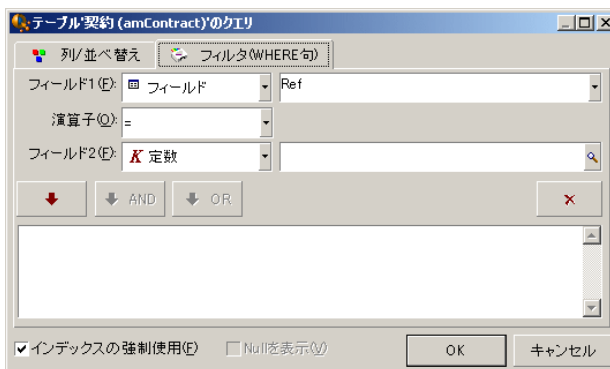 テーブル'契約 (amContract)'のクエリ
列/並べ替え
フィルタ(WHERE句)
フィールド1(F): フィールド Ref
演算子(O): =
フィールド2(F): K 定数
AND OR
インデックスの強制使用(F) Nullを表示(V) OK キャンセル